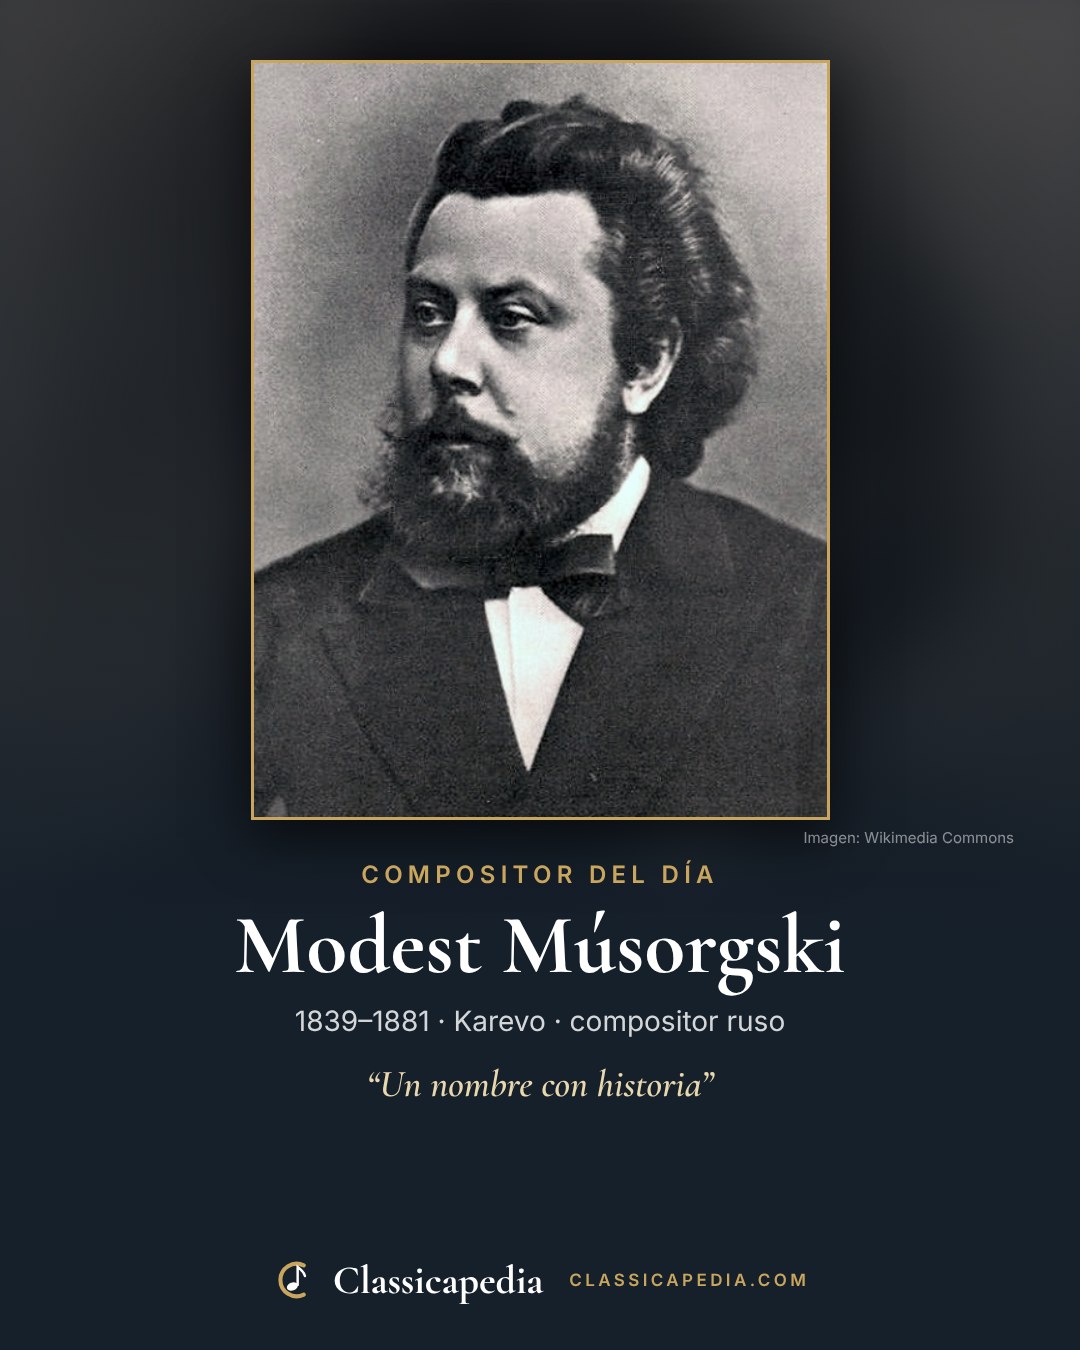 Imagen: Wikimedia Commons
COMPOSITOR DEL DÍA
Modest Músorgski
1839–1881 · Karevo · compositor ruso
“Un nombre con historia”
Classicapedia CLASSICAPEDIA.COM